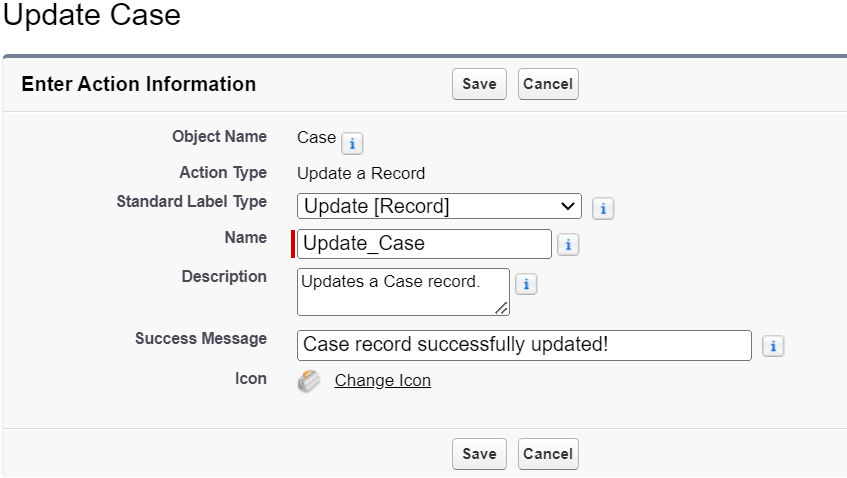 Update Case
Enter Action Information
Save Cancel
Object Name Case i
Action Type Update a Record
Standard Label Type Update [Record] i
Name Update_Case i
Description Updates a Case record. i
Success Message Case record successfully updated! i
Icon Change Icon
Save Cancel